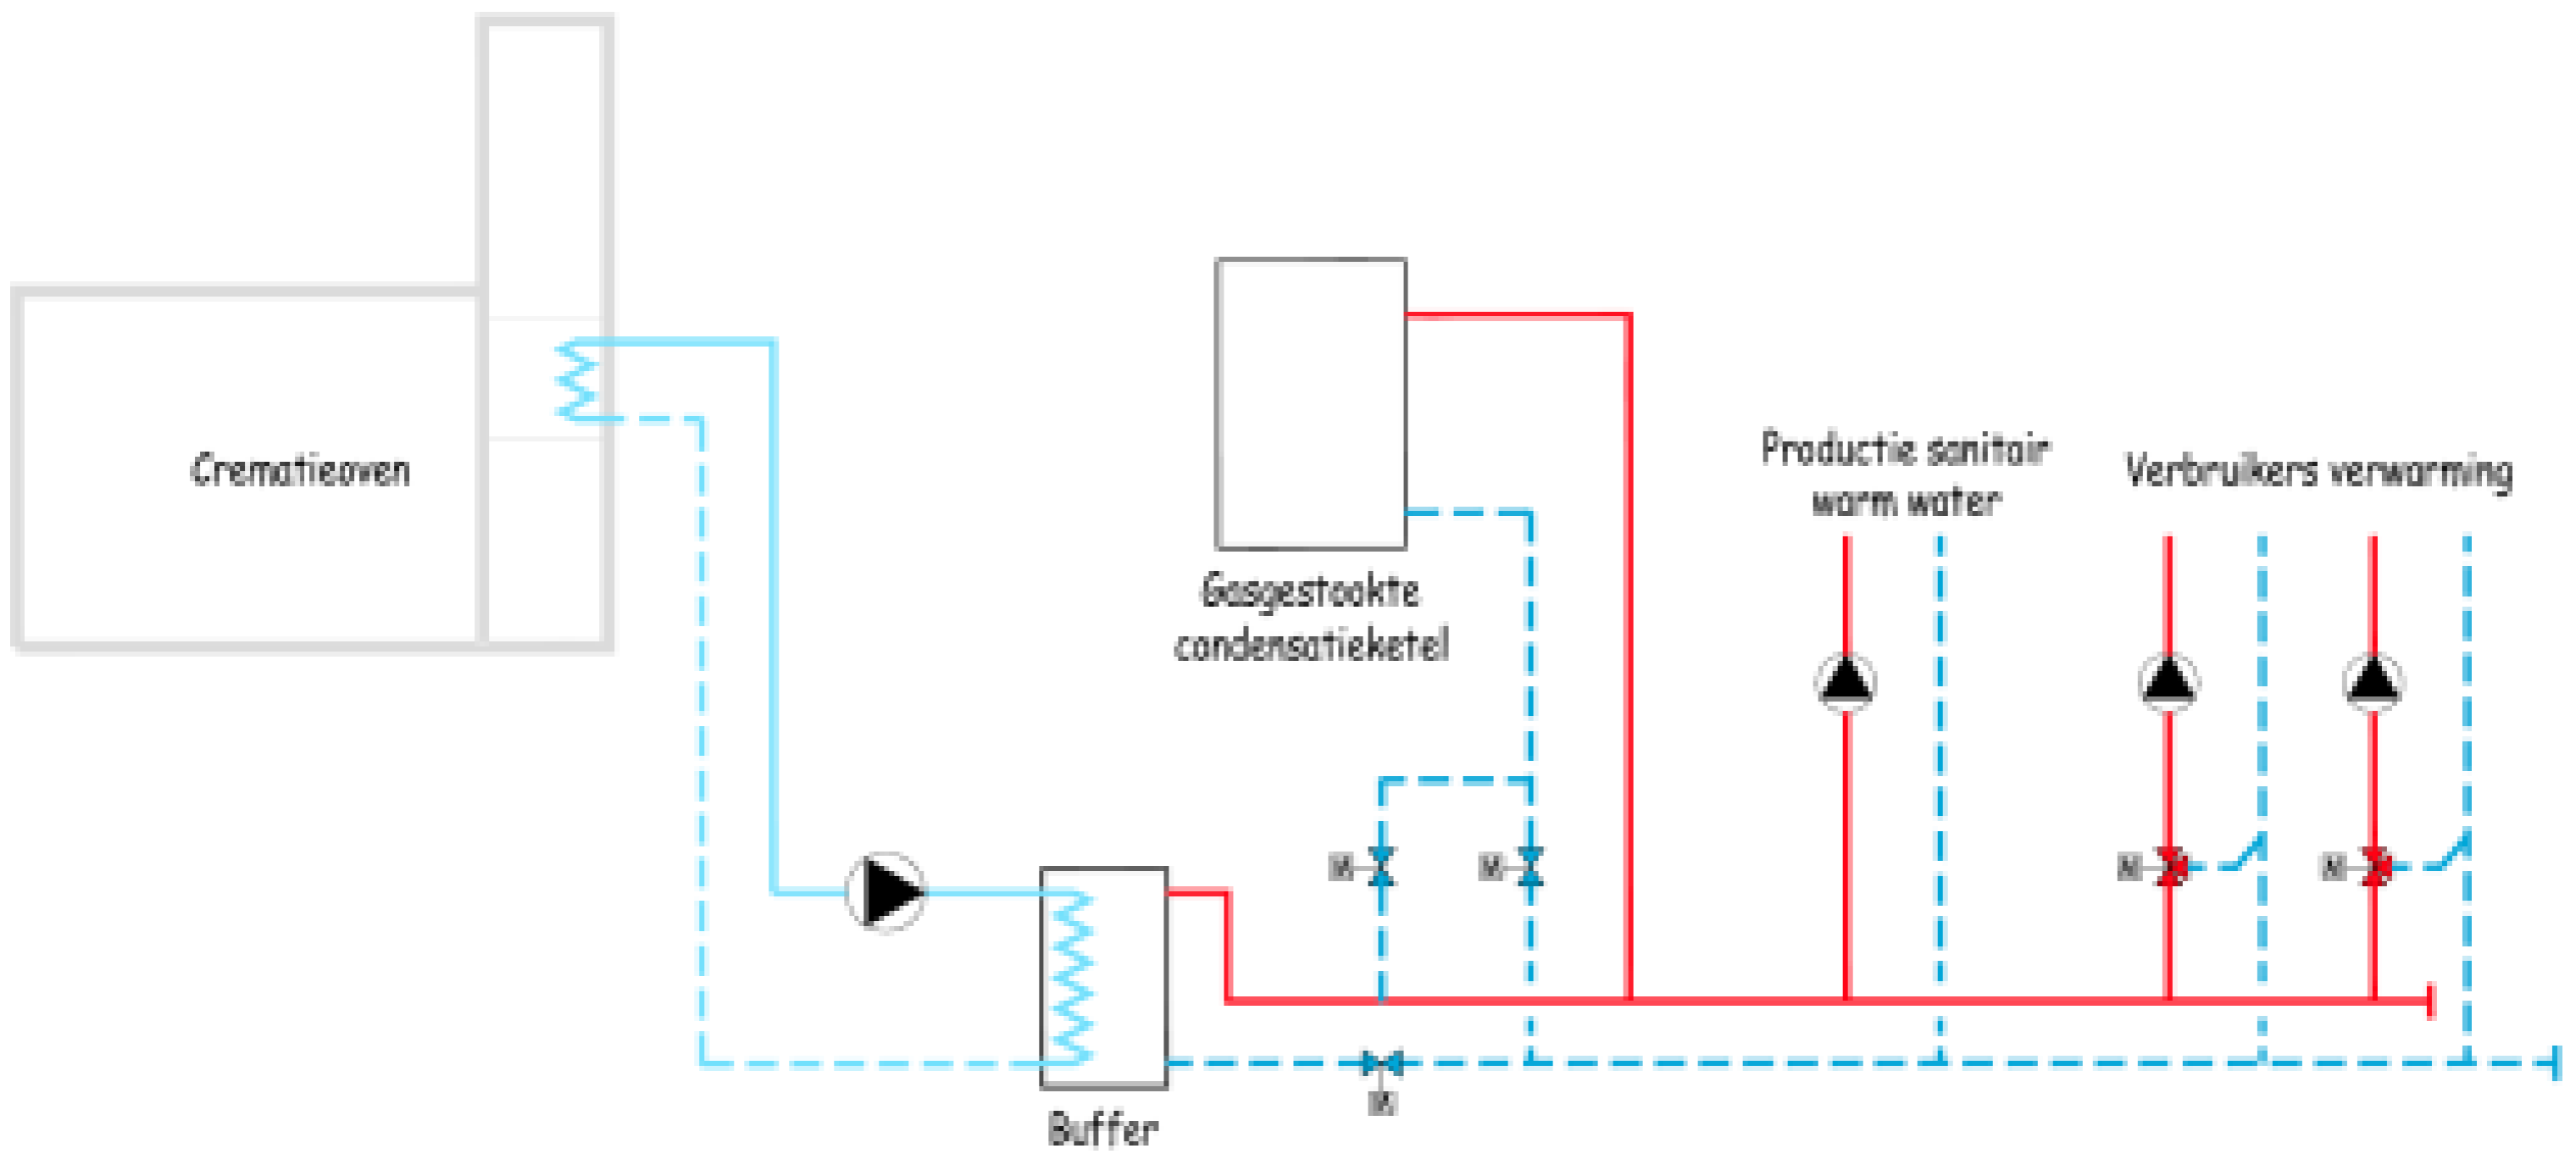 Crematieoven
Gasgestookte
condensatieketel
Productie sanitair
warm water
Verbruikers verwarming
M
M
M
M
M
Buffer